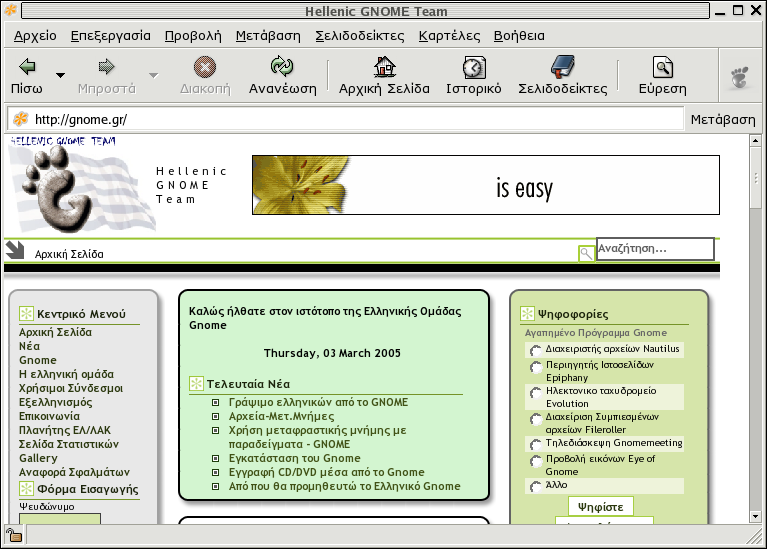 Hellenic GNOME Team
Αρχείο Επεξεργασία Προβολή Μετάβαση Σελιδοδείκτες Καρτέλες Βοήθεια
Πίσω Μπροστά Διακοπή Ανανέωση Αρχική Σελίδα Ιστορικό Σελιδοδείκτες Εύρεση
http://gnome.gr/ Μετάβαση
HELLENIC GNOME TEAM
Hellenic
GNOME
Team
is easy
Αρχική Σελίδα
Αναζήτηση...
Κεντρικό Μενού
Αρχική Σελίδα
Νέα
Gnome
Η ελληνική ομάδα
Χρήσιμοι Σύνδεσμοι
Εξελληνισμός
Επικοινωνία
Πλανήτης ΕΛ/ΛΑΚ
Σελίδα Στατιστικών
Gallery
Αναφορά Σφαλμάτων
Φόρμα Εισαγωγής
Ψευδώνυμο
Καλώς ήλθατε στον ιστότοπο της Ελληνικής Ομάδας
Gnome
Thursday, 03 March 2005
Τελευταία Νέα
Γράψιμο ελληνικών από το GNOME
Αρχεία-Μετ.Μνήμες
Χρήση μεταφραστικής μνήμης με
παραδείγματα - GNOME
Εγκατάσταση του Gnome
Εγγραφή CD/DVD μέσα από το Gnome
Από που θα προμηθευτώ το Ελληνικό Gnome
Ψηφοφορίες
Αγαπημένο Πρόγραμμα Gnome
Διαχειριστής αρχείων Nautilus
Περιηγητής Ιστοσελίδων
Epiphany
Ηλεκτονικο ταχυδρομείο
Evolution
Διαχείριση Συμπιεσμένων
αρχείων Fileroller
Τηλεδιάσκεψη Gnomemeeting
Προβολή εικόνων Eye of
Gnome
Άλλο
Ψηφίστε